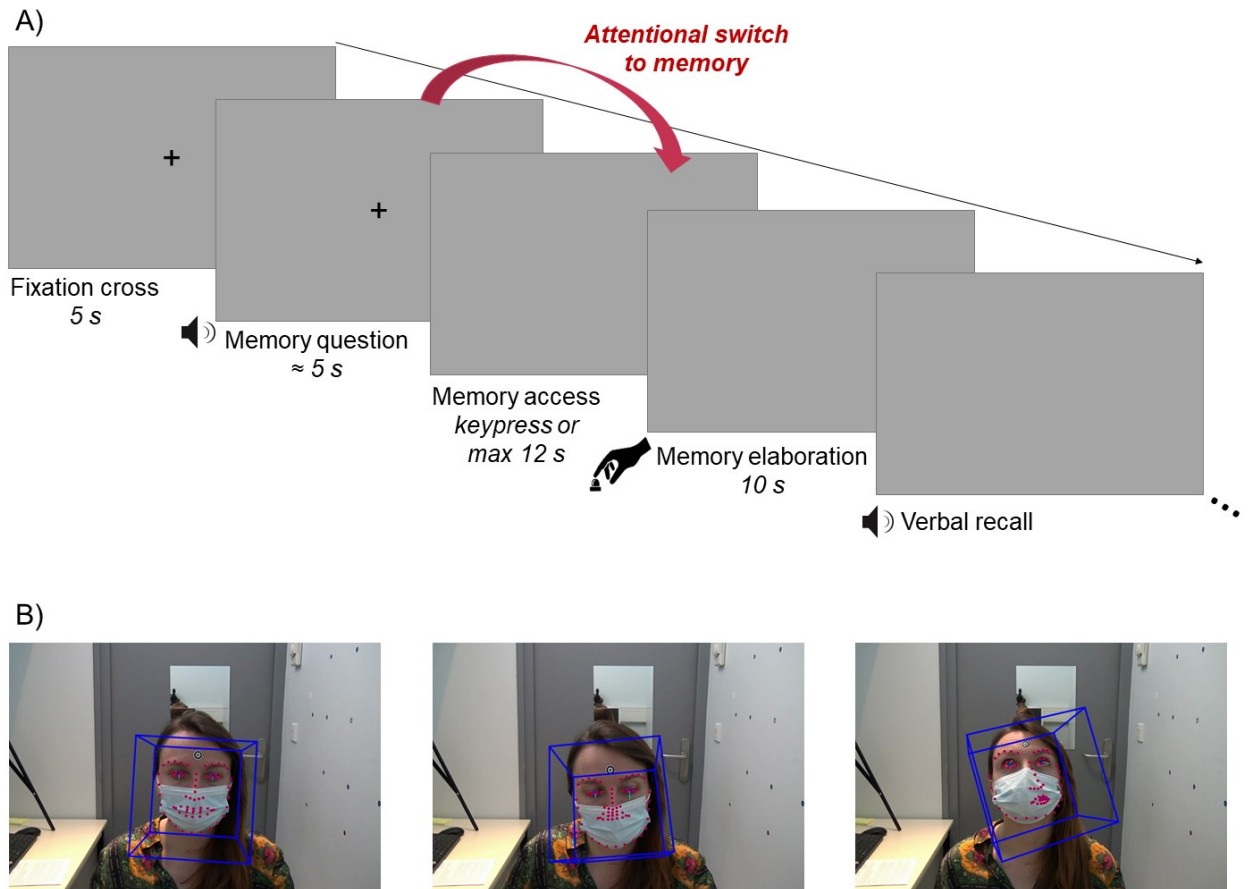 A)
Attentional switch
to memory
Fixation cross
5 s
Memory question
≈ 5 s
Memory access
keypress or
max 12 s
Memory elaboration
10 s
Verbal recall
B)